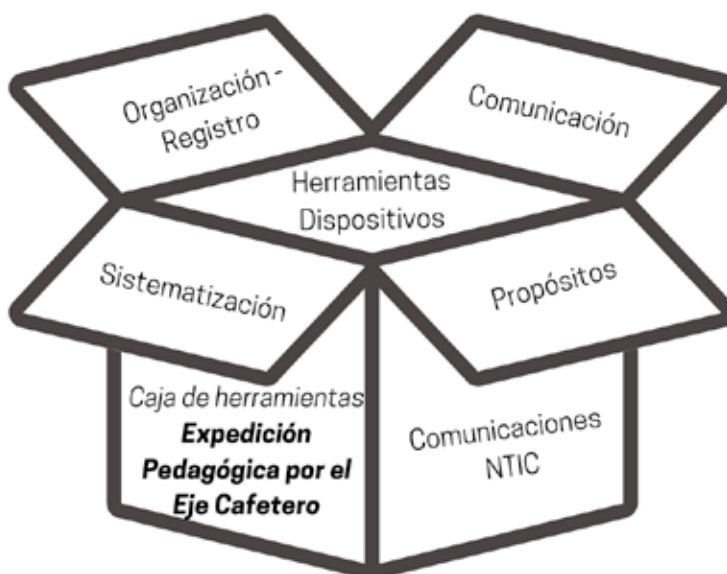 Organización -
Registro
Comunicación
Herramientas
Dispositivos
Sistematización
Propósitos
Caja de herramientas
Expedición
Pedagógica por el
Eje Cafetero
Comunicaciones
NTIC